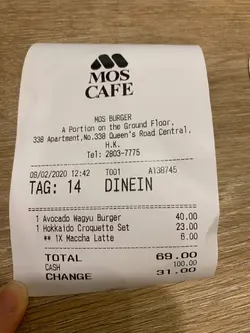 MOS
CAFE
MOS BURGER
A Portion on the Ground Floor,
338 Apartment,No.338 Queen's Road Central,
H.K.
Tel: 2803-7775
09/02/2020 12:42 T001 A138745
TAG: 14 DINEIN
1 Avocado Wagyu Burger 40.00
1 Hokkaido Croquette Set 23.00
** 1X Maccha Latte 6.00
TOTAL 69.00
CASH 100.00
CHANGE 31.00